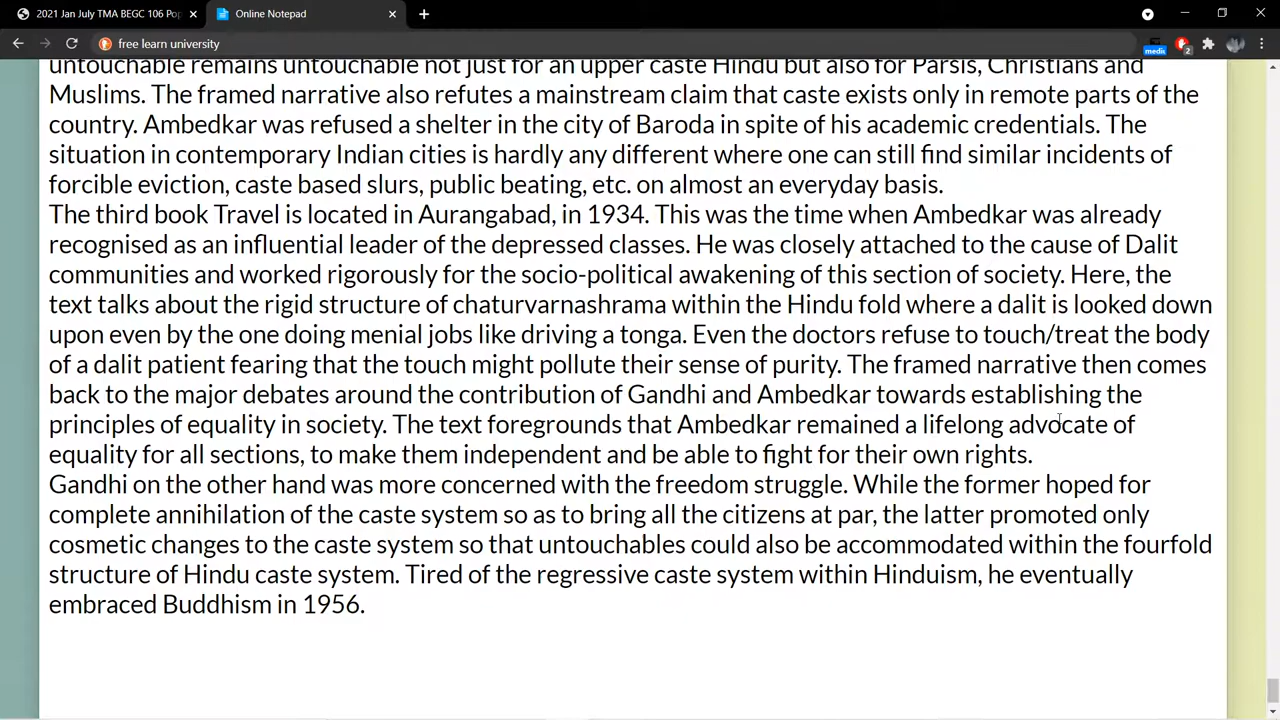 2021 Jan July TMA BEGC 106 Pop
Online Notepad
free learn university
medic
2
untouchable remains untouchable not just for an upper caste Hindu but also for Parsis, Christians and
Muslims. The framed narrative also refutes a mainstream claim that caste exists only in remote parts of the
country. Ambedkar was refused a shelter in the city of Baroda in spite of his academic credentials. The
situation in contemporary Indian cities is hardly any different where one can still find similar incidents of
forcible eviction, caste based slurs, public beating, etc. on almost an everyday basis.
The third book Travel is located in Aurangabad, in 1934. This was the time when Ambedkar was already
recognised as an influential leader of the depressed classes. He was closely attached to the cause of Dalit
communities and worked rigorously for the socio-political awakening of this section of society. Here, the
text talks about the rigid structure of chaturvarnashrama within the Hindu fold where a dalit is looked down
upon even by the one doing menial jobs like driving a tonga. Even the doctors refuse to touch/treat the body
of a dalit patient fearing that the touch might pollute their sense of purity. The framed narrative then comes
back to the major debates around the contribution of Gandhi and Ambedkar towards establishing the
principles of equality in society. The text foregrounds that Ambedkar remained a lifelong advocate of
equality for all sections, to make them independent and be able to fight for their own rights.
Gandhi on the other hand was more concerned with the freedom struggle. While the former hoped for
complete annihilation of the caste system so as to bring all the citizens at par, the latter promoted only
cosmetic changes to the caste system so that untouchables could also be accommodated within the fourfold
structure of Hindu caste system. Tired of the regressive caste system within Hinduism, he eventually
embraced Buddhism in 1956.